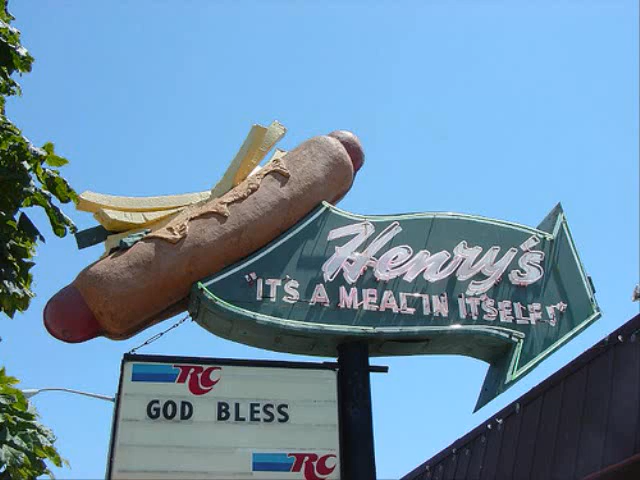 Henry's
"IT'S A MEAL IN ITSELF!"
RC
GOD BLESS
RC